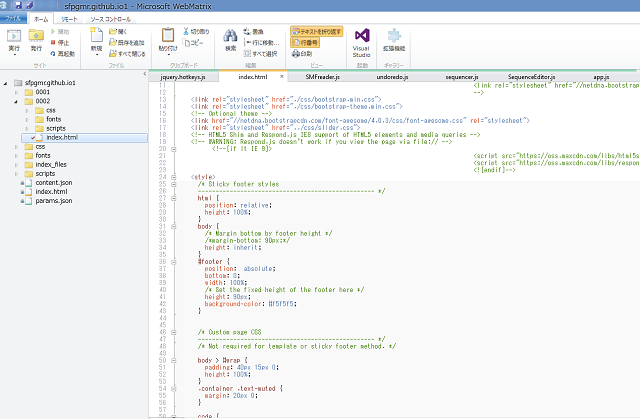 sfpgmr.github.io1 - Microsoft WebMatrix
ファイル ホーム リモート ソース コントロール
実行 発行 開始 停止 再起動
新規 開く 既存を追加 すべて閉じる
貼り付け 切り取り コピー
検索 置換 行に移動... すべて選択
テキストを折り返す 行番号 印刷
Visual Studio
拡張機能
実行 ファイル クリップボード 編集 ビュー 起動 ギャラリー
sfpgmr.github.io1
0001
0002
css
fonts
scripts
index.html
css
fonts
index_files
scripts
content.json
index.html
params.json
jquery.hotkeys.js index.html × SMFreader.js undoredo.js sequencer.js SequenceEditor.js app.js
11 <link rel="stylesheet" href="//netdna.bootstrap
-->
12
13 <link rel="stylesheet" href="./css/bootstrap.min.css">
14 <link rel="stylesheet" href="./css/bootstrap-theme.min.css">
15 <!-- Optional theme -->
16 <link href="//netdna.bootstrapcdn.com/font-awesome/4.0.3/css/font-awesome.css" rel="stylesheet">
17 <link rel="stylesheet" href="../css/slider.css">
18 <!-- HTML5 Shim and Respond.js IE8 support of HTML5 elements and media queries -->
19 <!-- WARNING: Respond.js doesn't work if you view the page via file:// -->
20 <!--[if lt IE 9]>
21 <script src="https://oss.maxcdn.com/libs/html5s
22 <script src="https://oss.maxcdn.com/libs/respon
23 <![endif]-->
24 <style>
25 /* Sticky footer styles
26 -------------------------------------------------- */
27 html {
28 position: relative;
29 height: 100%;
30 }
31 body {
32 /* Margin bottom by footer height */
33 /*margin-bottom: 90px;*/
34 height: inherit;
35 }
36 #footer {
37 position: absolute;
38 bottom: 0;
39 width: 100%;
40 /* Set the fixed height of the footer here */
41 height: 90px;
42 background-color: #f5f5f5;
43 }
44
45
46 /* Custom page CSS
47 -------------------------------------------------- */
48 /* Not required for template or sticky footer method. */
49
50 body > #wrap {
51 padding: 40px 15px 0;
52 height: 100%;
53 }
54 .container .text-muted {
55 margin: 20px 0;
56 }
57
58 code {